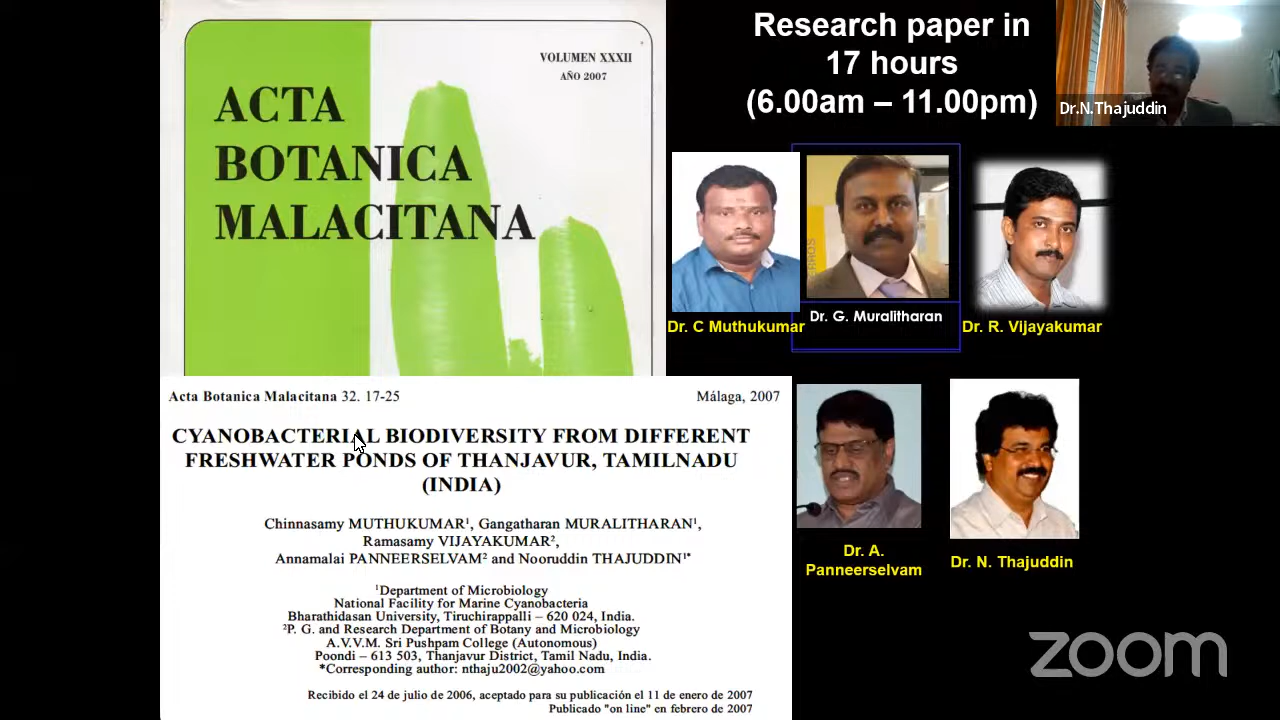 VOLUMEN XXXII
AÑO 2007
ACTA
BOTANICA
MALACITANA
Research paper in
17 hours
(6.00am – 11.00pm)
Dr.N.Thajuddin
Dr. C Muthukumar
Dr. G. Muralitharan
Dr. R. Vijayakumar
Acta Botanica Malacitana 32. 17-25
Málaga, 2007
CYANOBACTERIAL BIODIVERSITY FROM DIFFERENT
FRESHWATER PONDS OF THANJAVUR, TAMILNADU
(INDIA)
Chinnasamy MUTHUKUMAR¹, Gangatharan MURALITHARAN¹,
Ramasamy VIJAYAKUMAR²,
Annamalai PANNEERSELVAM² and Nooruddin THAJUDDIN¹*
¹Department of Microbiology
National Facility for Marine Cyanobacteria
Bharathidasan University, Tiruchirappalli – 620 024, India.
²P. G. and Research Department of Botany and Microbiology
A.V.V.M. Sri Pushpam College (Autonomous)
Poondi – 613 503, Thanjavur District, Tamil Nadu, India.
*Corresponding author: nthaju2002@yahoo.com
Recibido el 24 de julio de 2006, aceptado para su publicación el 11 de enero de 2007
Publicado "on line" en febrero de 2007
Dr. A.
Panneerselvam
Dr. N. Thajuddin
zoom